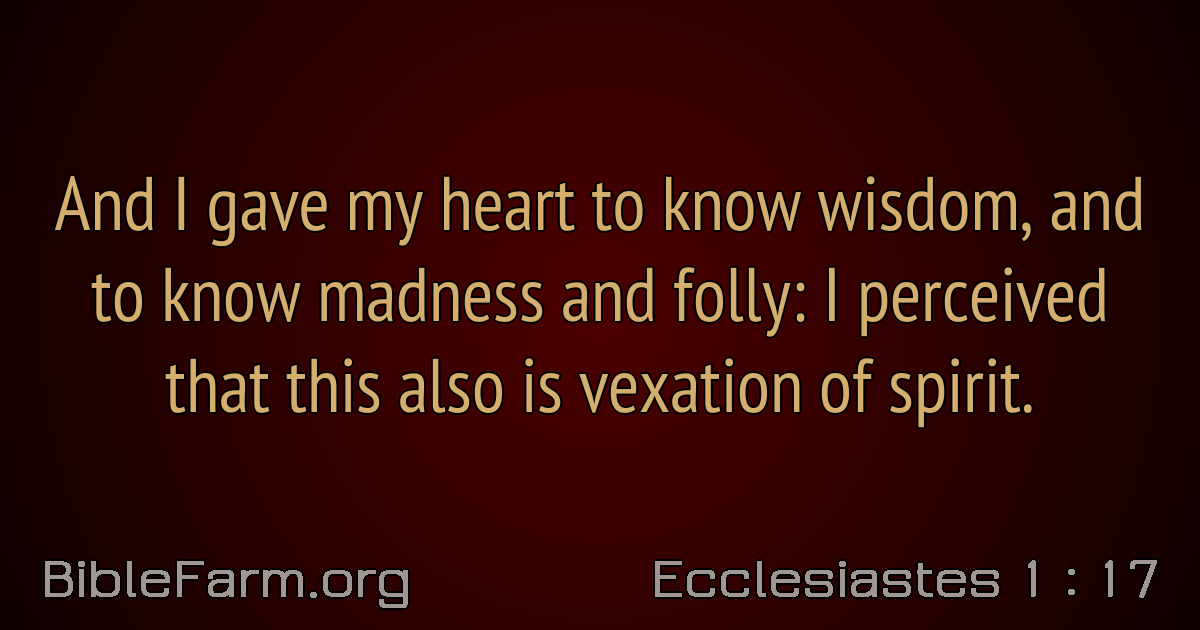 And I gave my heart to know wisdom, and
to know madness and folly: I perceived
that this also is vexation of spirit.
BibleFarm.org
Ecclesiastes 1 : 17